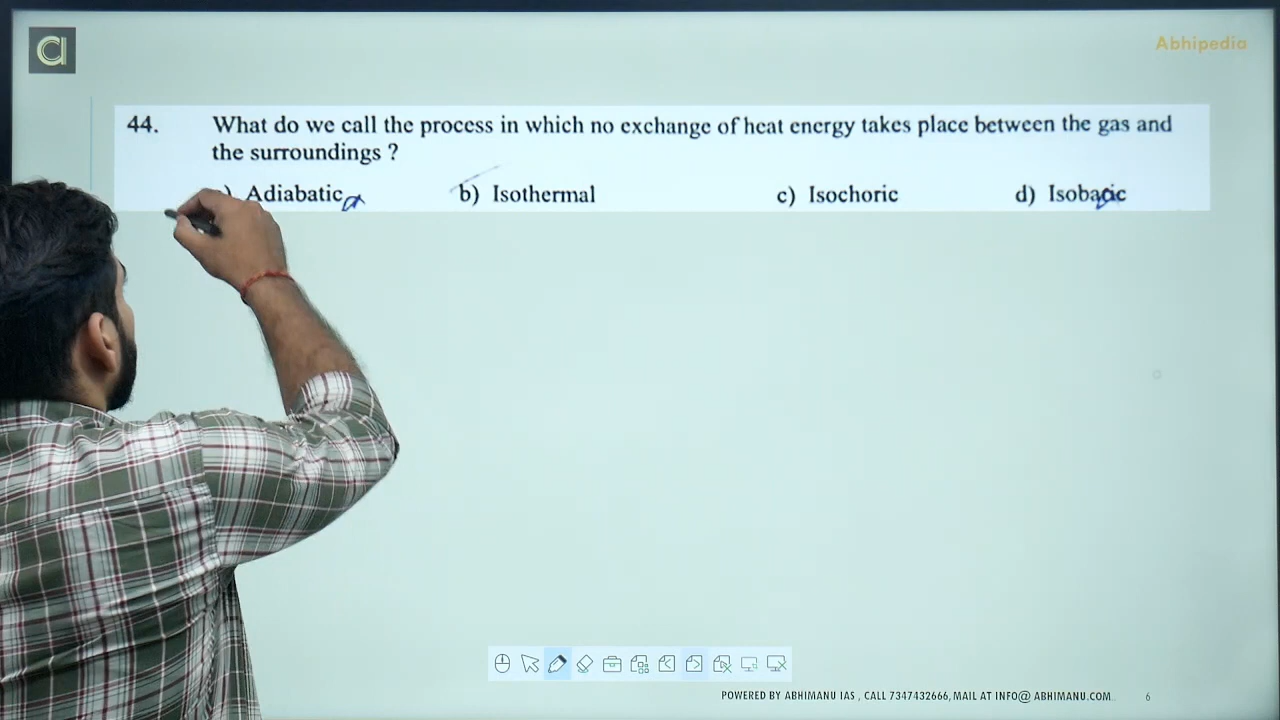 Abhipedia
44. What do we call the process in which no exchange of heat energy takes place between the gas and
the surroundings ?
) Adiabatic b) Isothermal c) Isochoric d) Isobaric
POWERED BY ABHIMANU IAS , CALL 7347432666, MAIL AT INFO@ ABHIMANU.COM 6